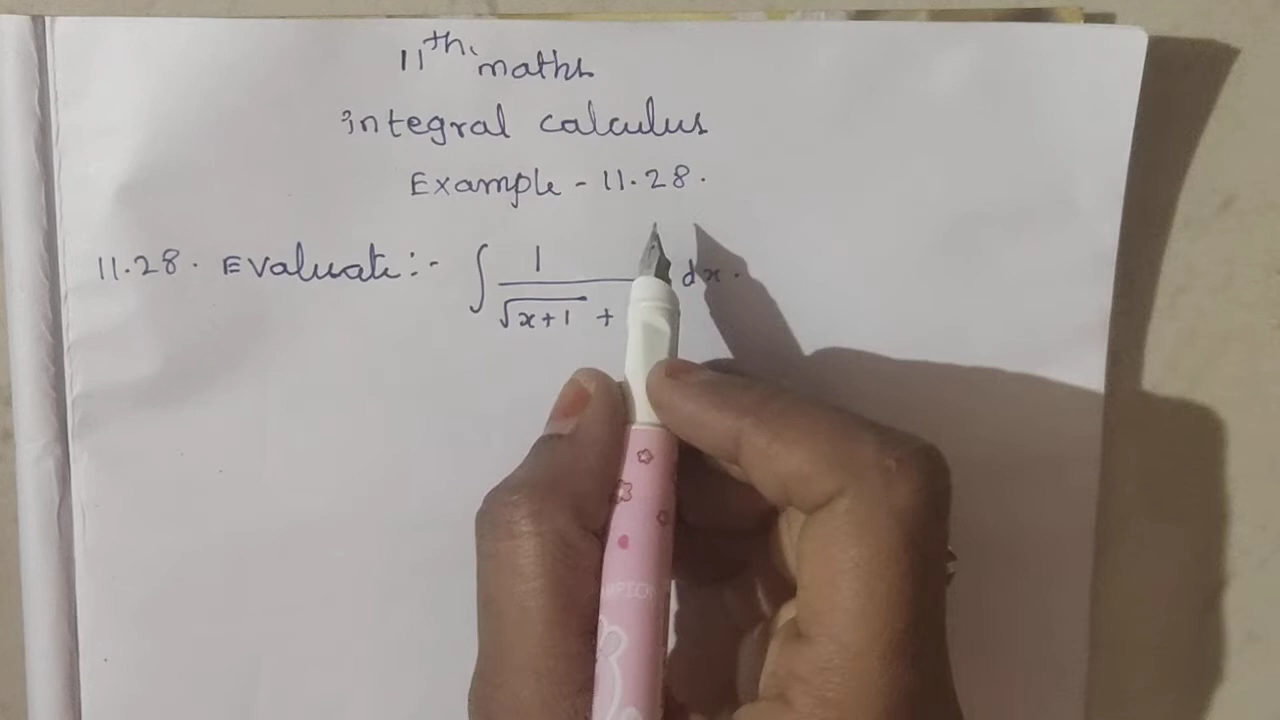 11th maths
integral calculus
Example - 11.28.
11.28. Evaluate:- ∫ 1/(√(x+1) + dx.